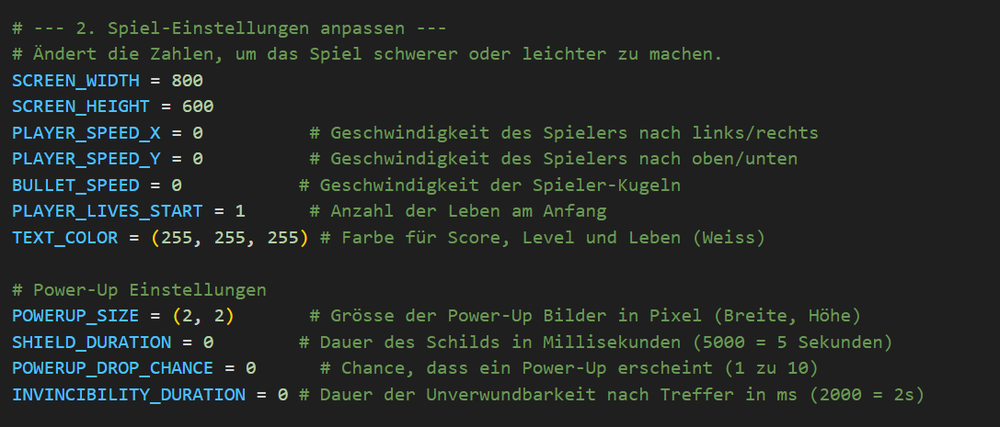 # --- 2. Spiel-Einstellungen anpassen ---
# Ändert die Zahlen, um das Spiel schwerer oder leichter zu machen.
SCREEN_WIDTH = 800
SCREEN_HEIGHT = 600
PLAYER_SPEED_X = 0          # Geschwindigkeit des Spielers nach links/rechts
PLAYER_SPEED_Y = 0          # Geschwindigkeit des Spielers nach oben/unten
BULLET_SPEED = 0           # Geschwindigkeit der Spieler-Kugeln
PLAYER_LIVES_START = 1      # Anzahl der Leben am Anfang
TEXT_COLOR = (255, 255, 255) # Farbe für Score, Level und Leben (Weiss)

# Power-Up Einstellungen
POWERUP_SIZE = (2, 2)       # Grösse der Power-Up Bilder in Pixel (Breite, Höhe)
SHIELD_DURATION = 0        # Dauer des Schilds in Millisekunden (5000 = 5 Sekunden)
POWERUP_DROP_CHANCE = 0      # Chance, dass ein Power-Up erscheint (1 zu 10)
INVINCIBILITY_DURATION = 0 # Dauer der Unverwundbarkeit nach Treffer in ms (2000 = 2s)